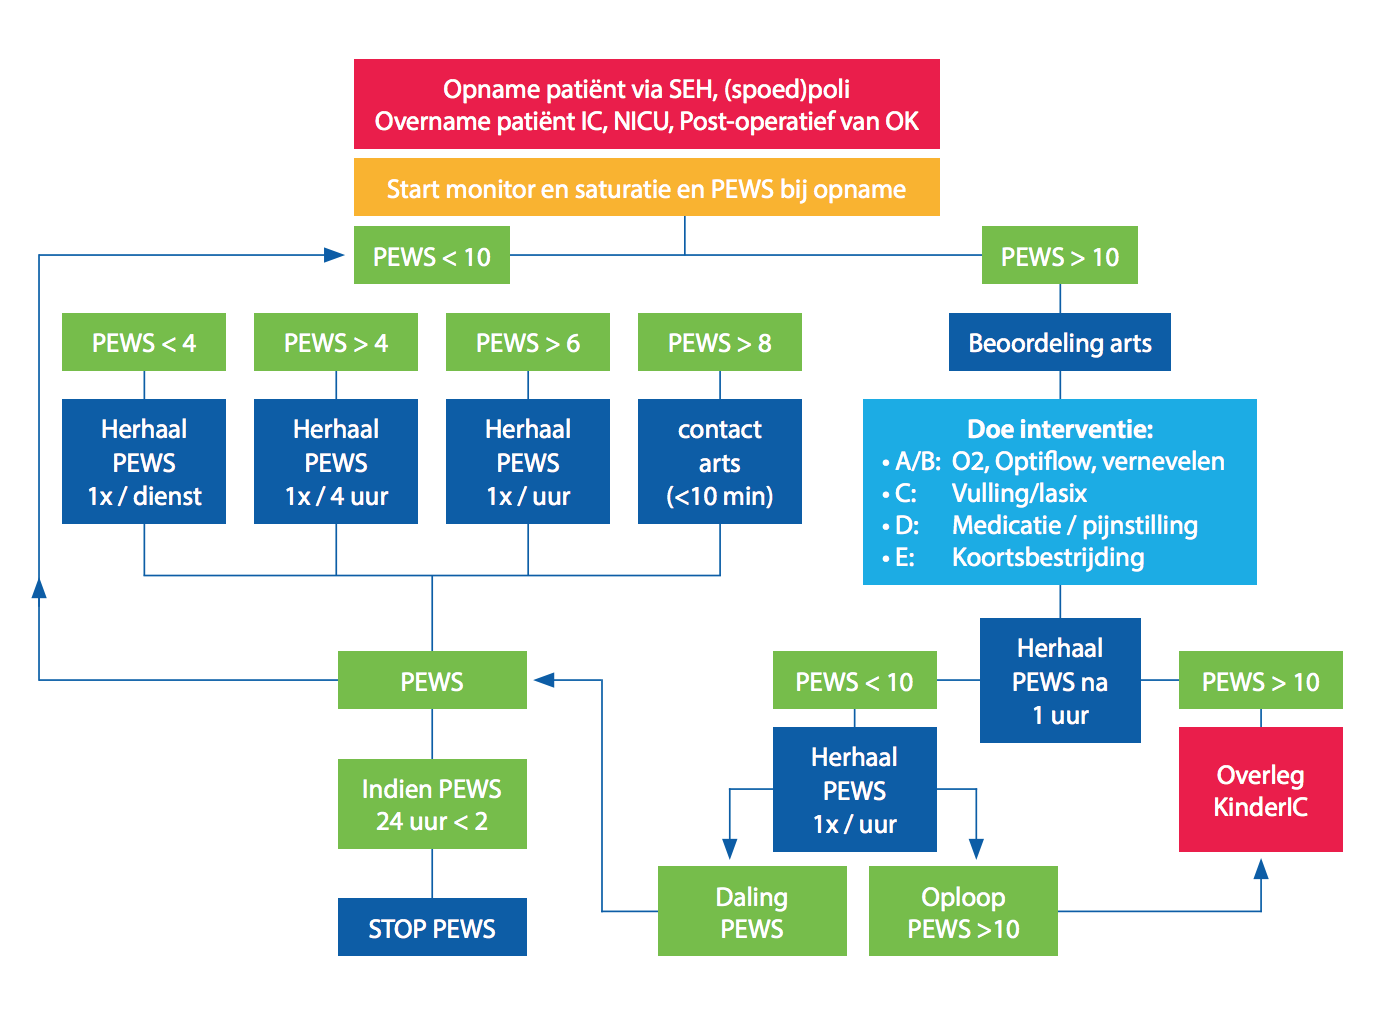 Opname patiënt via SEH, (spoed)poli
Overname patiënt IC, NICU, Post-operatief van OK
Start monitor en saturatie en PEWS bij opname
PEWS < 10
PEWS > 10
PEWS < 4
PEWS > 4
PEWS > 6
PEWS > 8
Beoordeling arts
Herhaal
PEWS
1x / dienst
Herhaal
PEWS
1x / 4 uur
Herhaal
PEWS
1x / uur
contact
arts
(<10 min)
Doe interventie:
• A/B: O2, Optiflow, vernevelen
• C: Vulling/lasix
• D: Medicatie / pijnstilling
• E: Koortsbestrijding
Herhaal
PEWS na
1 uur
PEWS
PEWS < 10
PEWS > 10
Herhaal
PEWS
1x / uur
Overleg
KinderIC
Indien PEWS
24 uur < 2
Daling
PEWS
Oploop
PEWS >10
STOP PEWS